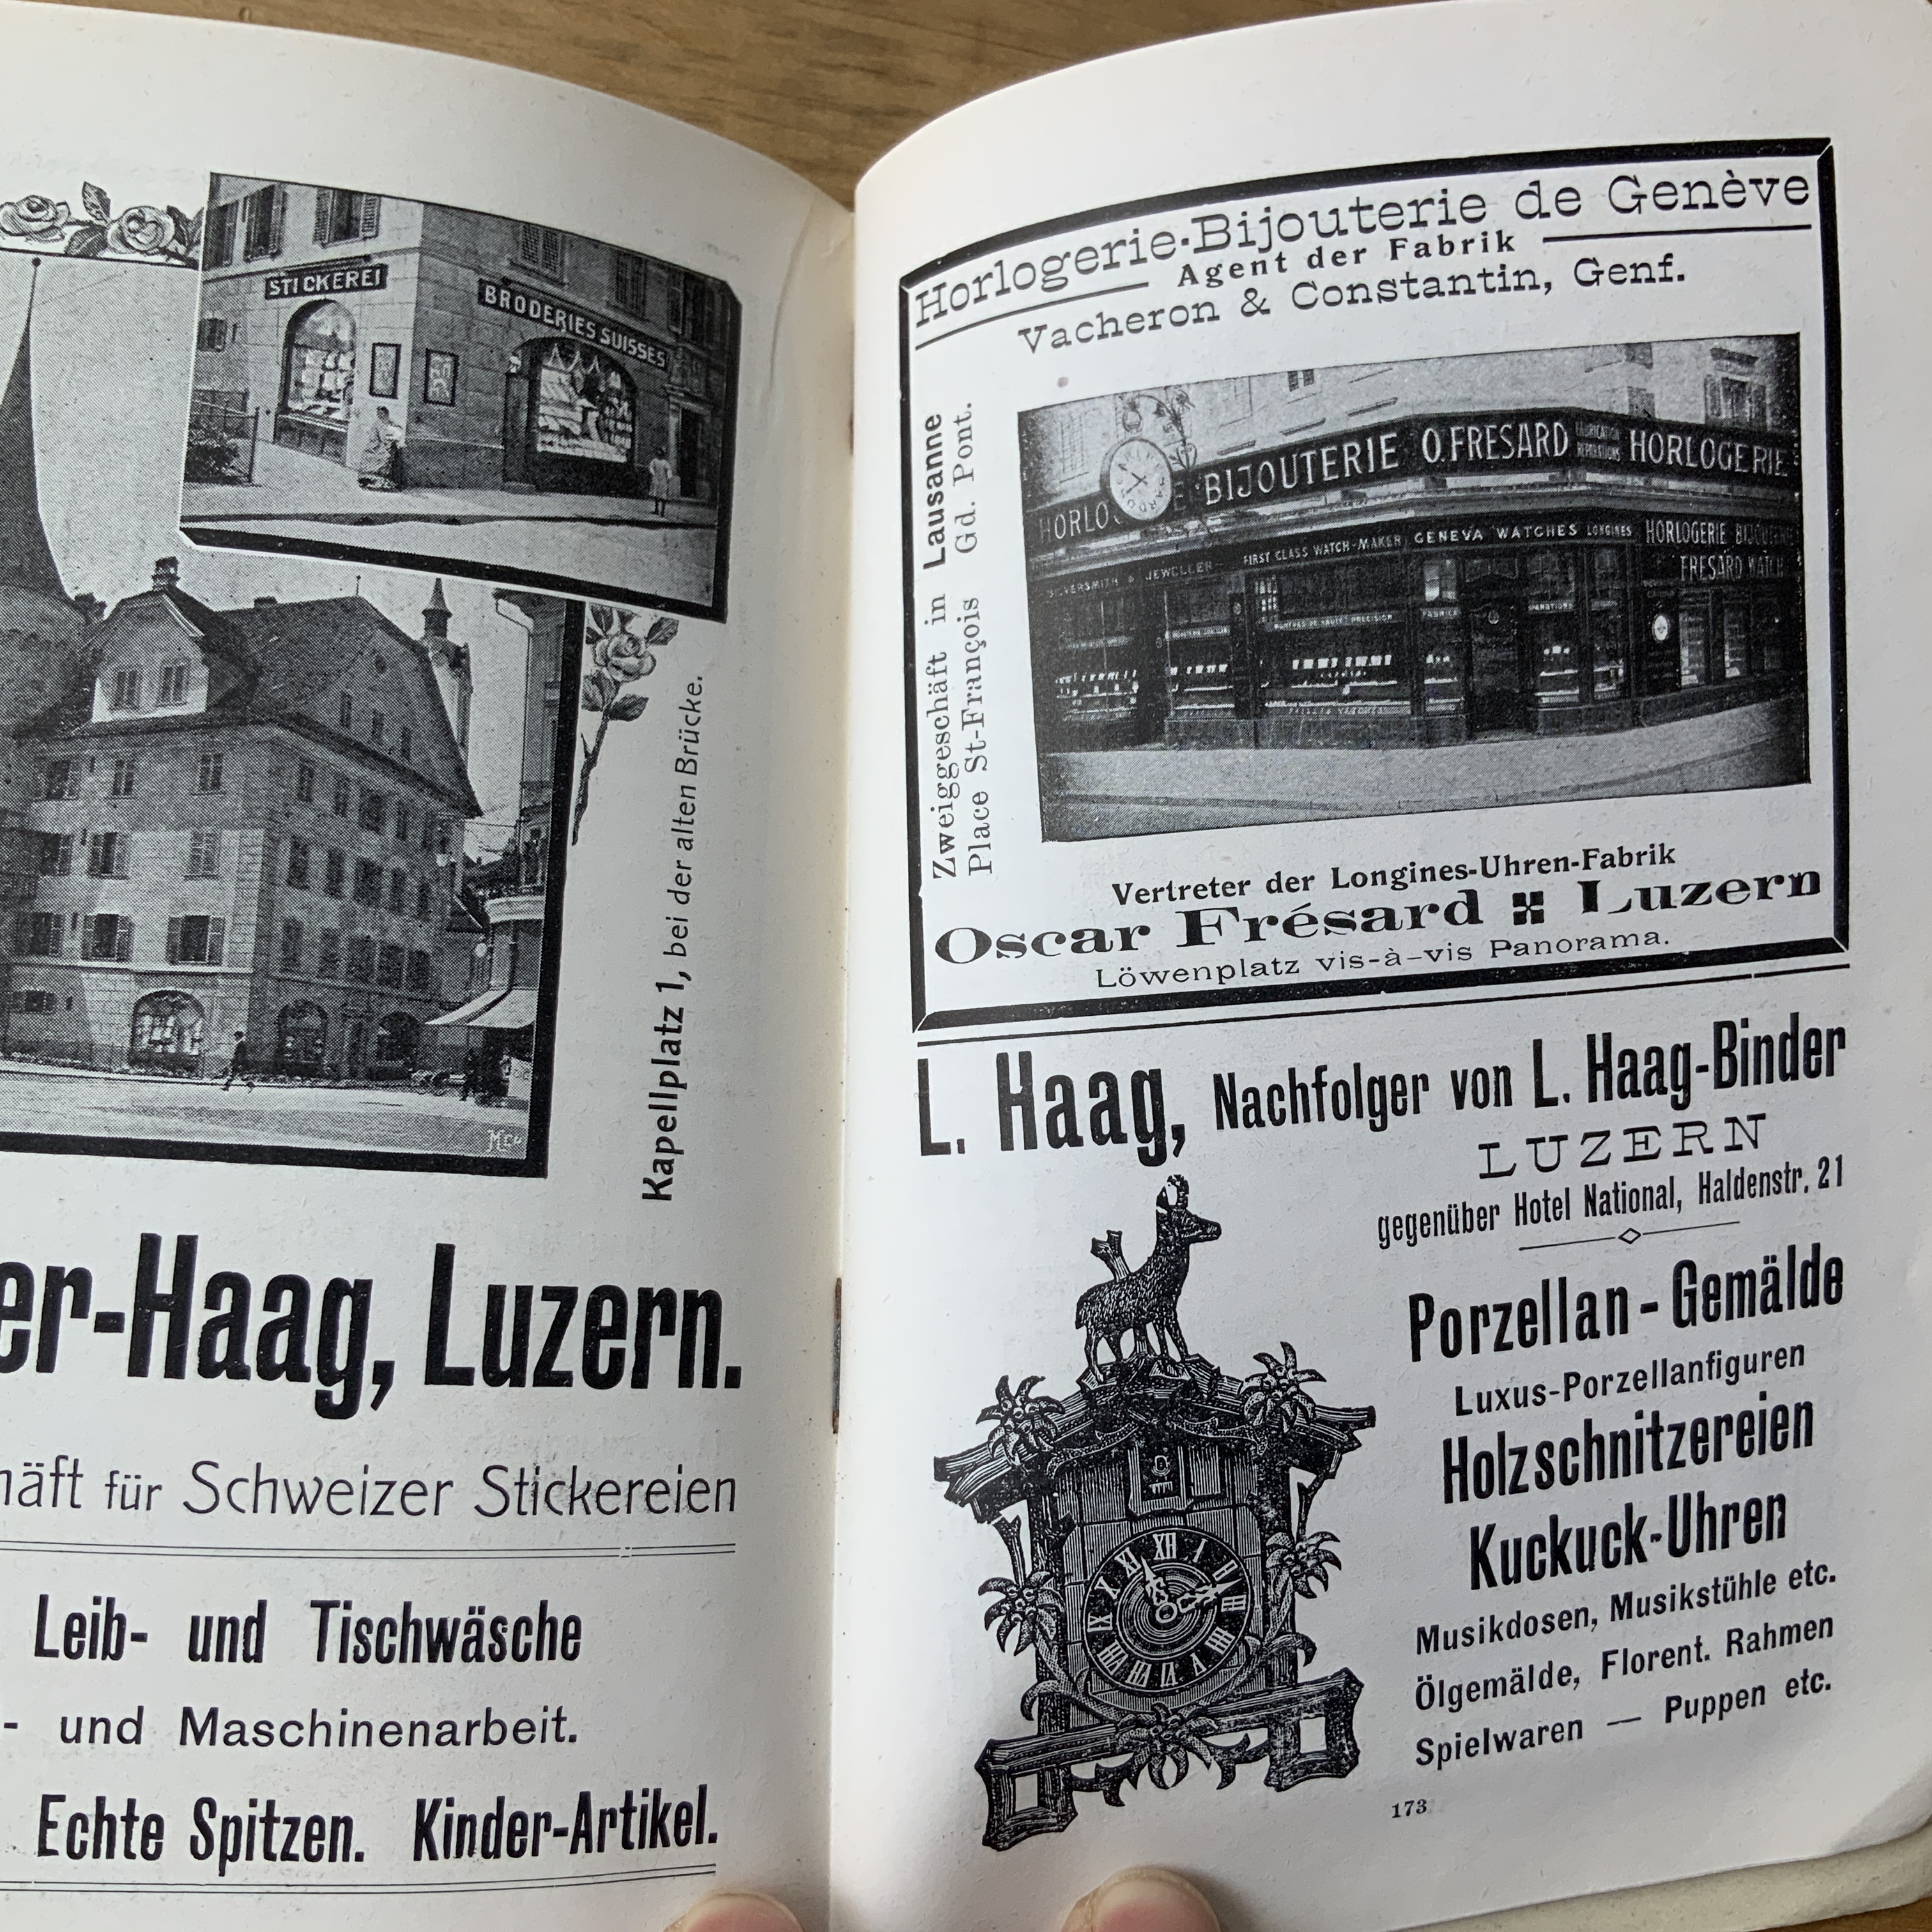 STICKEREI
BRODERIES SUISSES
Kapellplatz 1, bei der alten Brücke.
er-Haag, Luzern.
häft für Schweizer Stickereien
Leib- und Tischwäsche
- und Maschinenarbeit.
Echte Spitzen. Kinder-Artikel.
Horlogerie-Bijouterie de Genève
Agent der Fabrik
Vacheron & Constantin, Genf.
Zweiggeschäft in Lausanne
Place St-François Gd. Pont.
BIJOUTERIE O. FRESARD HORLOGERIE
SILVERSMITH & JEWELLER FIRST CLASS WATCH-MAKER GENEVA WATCHES LONGINES HORLOGERIE
FRESARD WATCH
Vertreter der Longines-Uhren-Fabrik
Oscar Frésard Luzern
Löwenplatz vis-à-vis Panorama.
L. Haag, Nachfolger von L. Haag-Binder
LUZERN
gegenüber Hotel National, Haldenstr. 21
Porzellan-Gemälde
Luxus-Porzellanfiguren
Holzschnitzereien
Kuckuck-Uhren
Musikdosen, Musikstühle etc.
Ölgemälde, Florent. Rahmen
Spielwaren — Puppen etc.
173